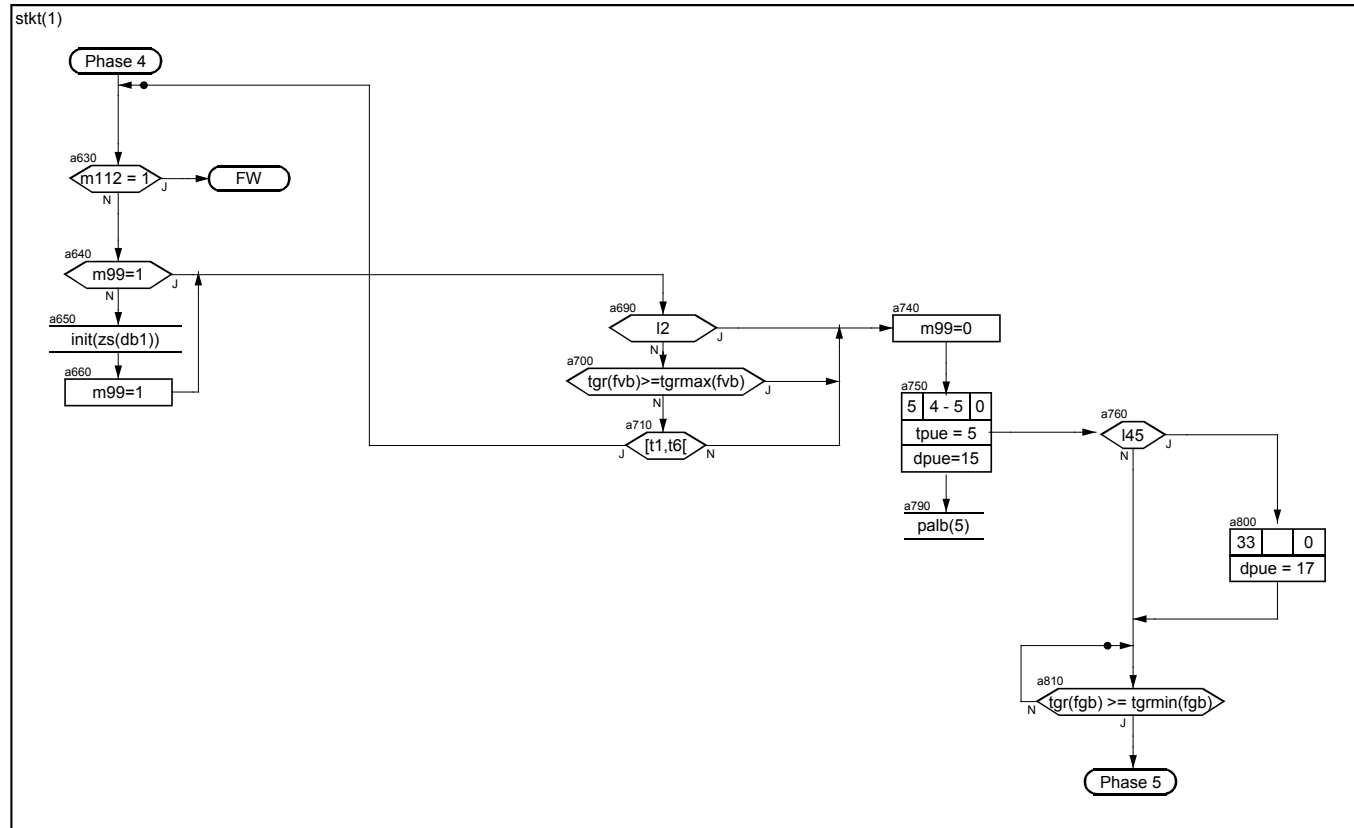 stkt(1)
Phase 4
a630
m112 = 1
J
N
FW
a640
m99=1
J
N
a650
init(zs(db1))
a660
m99=1
a690
l2
J
N
a700
tgr(fvb)>=tgrmax(fvb)
J
N
a710
[t1,t6[
J
N
a740
m99=0
a750
5 4 - 5 0
tpue = 5
dpue=15
a790
palb(5)
a760
l45
J
N
a800
33 0
dpue = 17
a810
tgr(fgb) >= tgrmin(fgb)
N
J
Phase 5